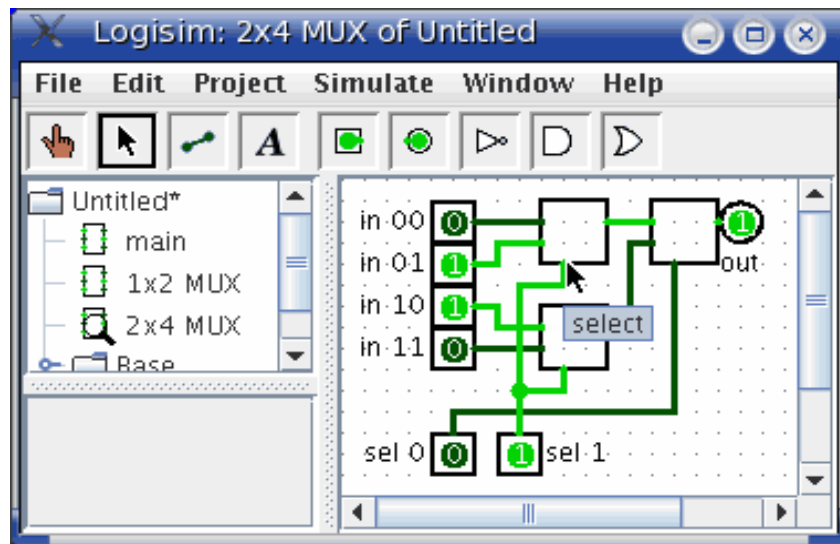 Logisim: 2x4 MUX of Untitled
File Edit Project Simulate Window Help
A
Untitled*
main
1x2 MUX
2x4 MUX
Base
in 00 0
in 01 1
in 10 1
in 11 0
1
out
select
sel 0 0
1 sel 1